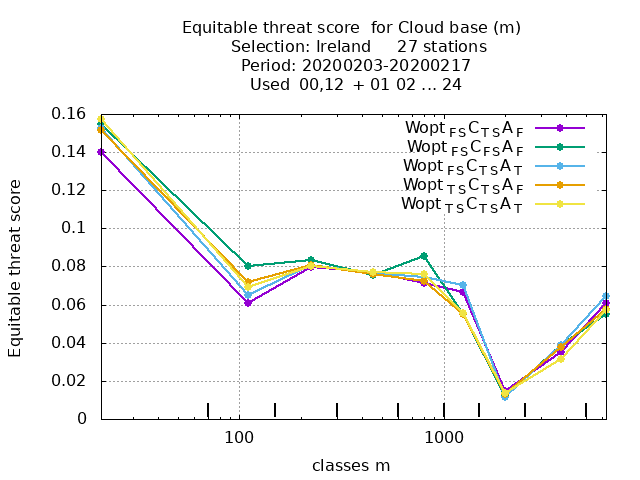 Equitable threat score  for Cloud base (m)
Selection: Ireland     27 stations
Period: 20200203-20200217
Used  00,12  + 01 02 ... 24
Equitable threat score
0.16
0.14
0.12
0.1
0.08
0.06
0.04
0.02
0
Wopt FS C TS A F
Wopt FS C FS A F
Wopt FS C TS A T
Wopt TS C TS A F
Wopt TS C TS A T
100
1000
classes m